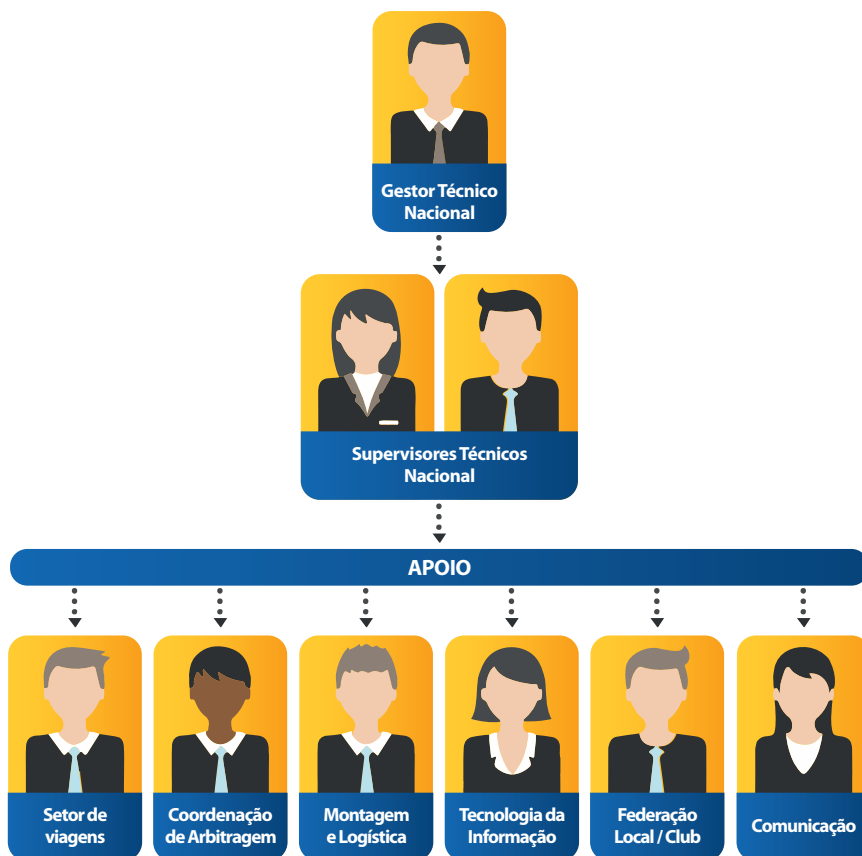 Gestor Técnico
Nacional
Supervisores Técnicos
Nacional
APOIO
Setor de
viagens
Coordenação
de Arbitragem
Montagem
e Logística
Tecnologia da
Informação
Federação
Local / Club
Comunicação